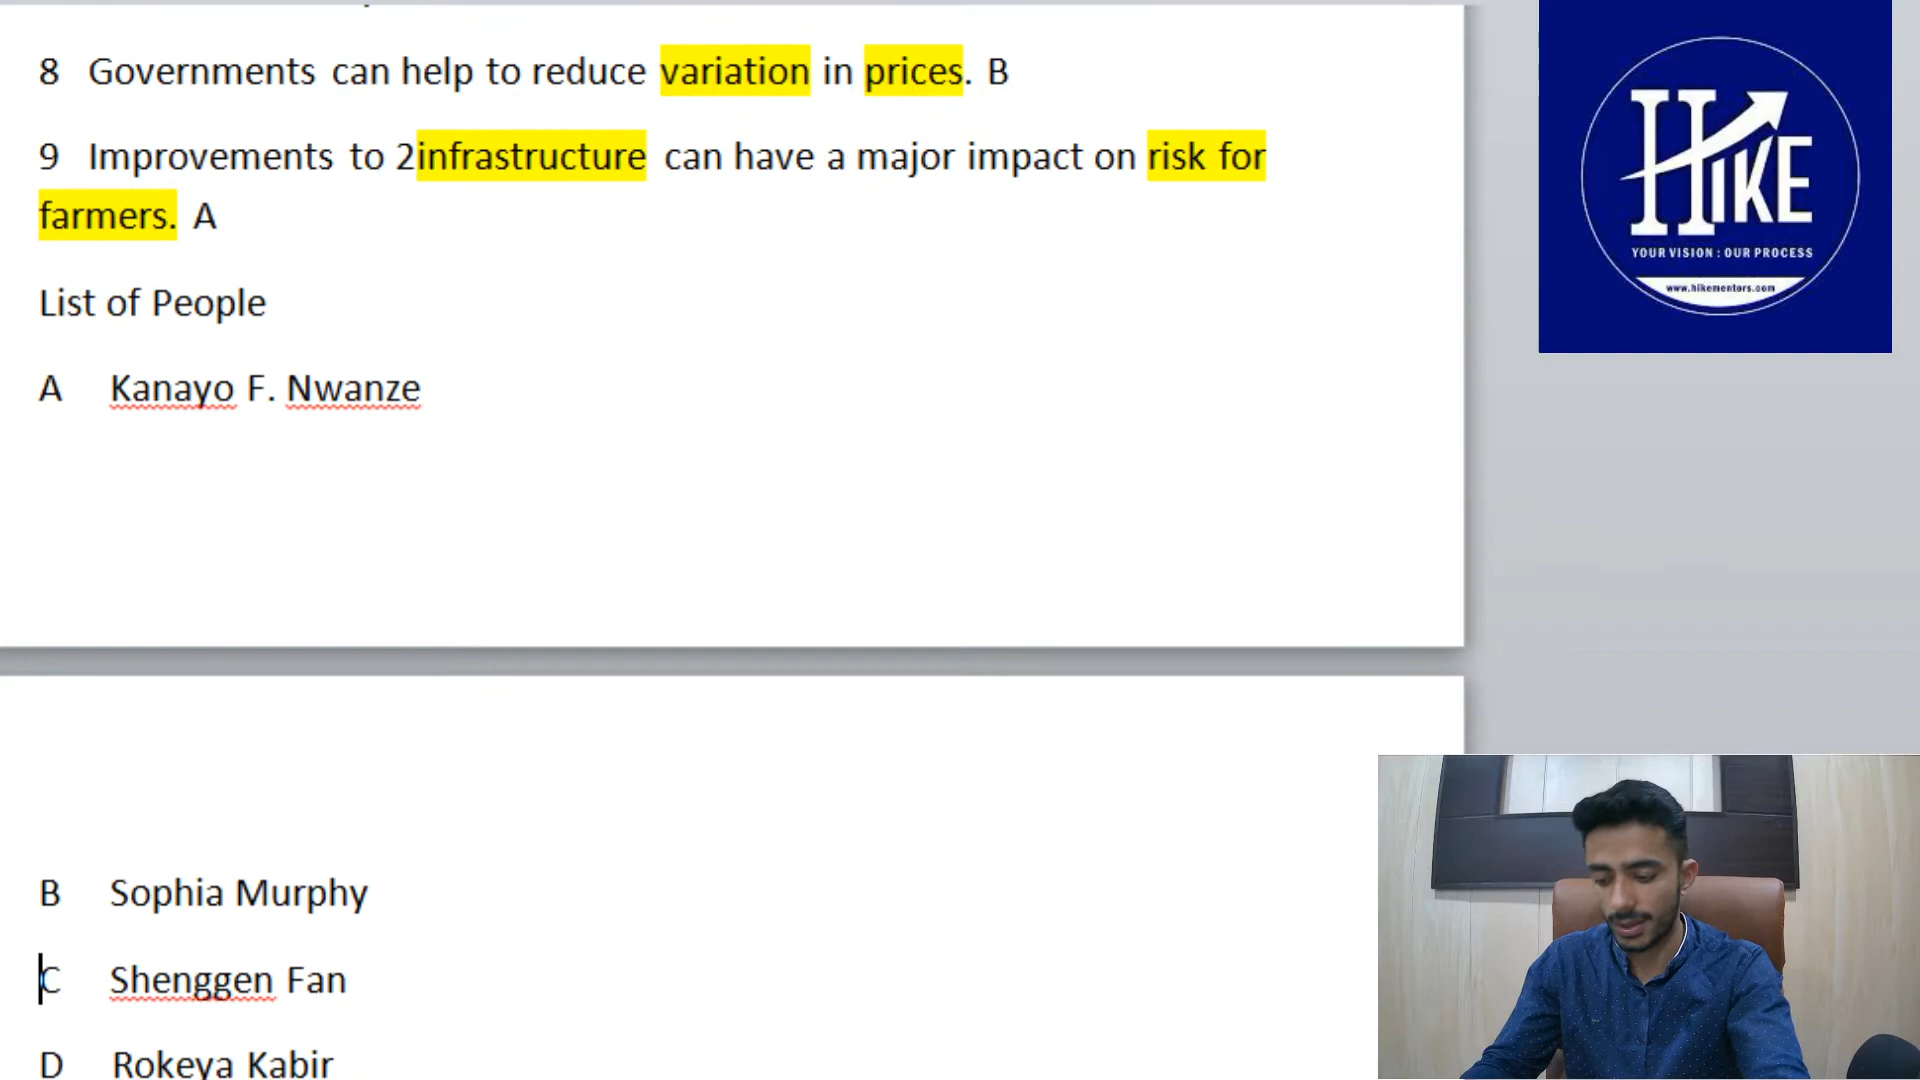 8 Governments can help to reduce variation in prices. B
9 Improvements to 2infrastructure can have a major impact on risk for
farmers. A
List of People
A Kanayo F. Nwanze
B Sophia Murphy
C Shenggen Fan
D Rokeya Kabir
HIKE
YOUR VISION : OUR PROCESS
www.hikementors.com